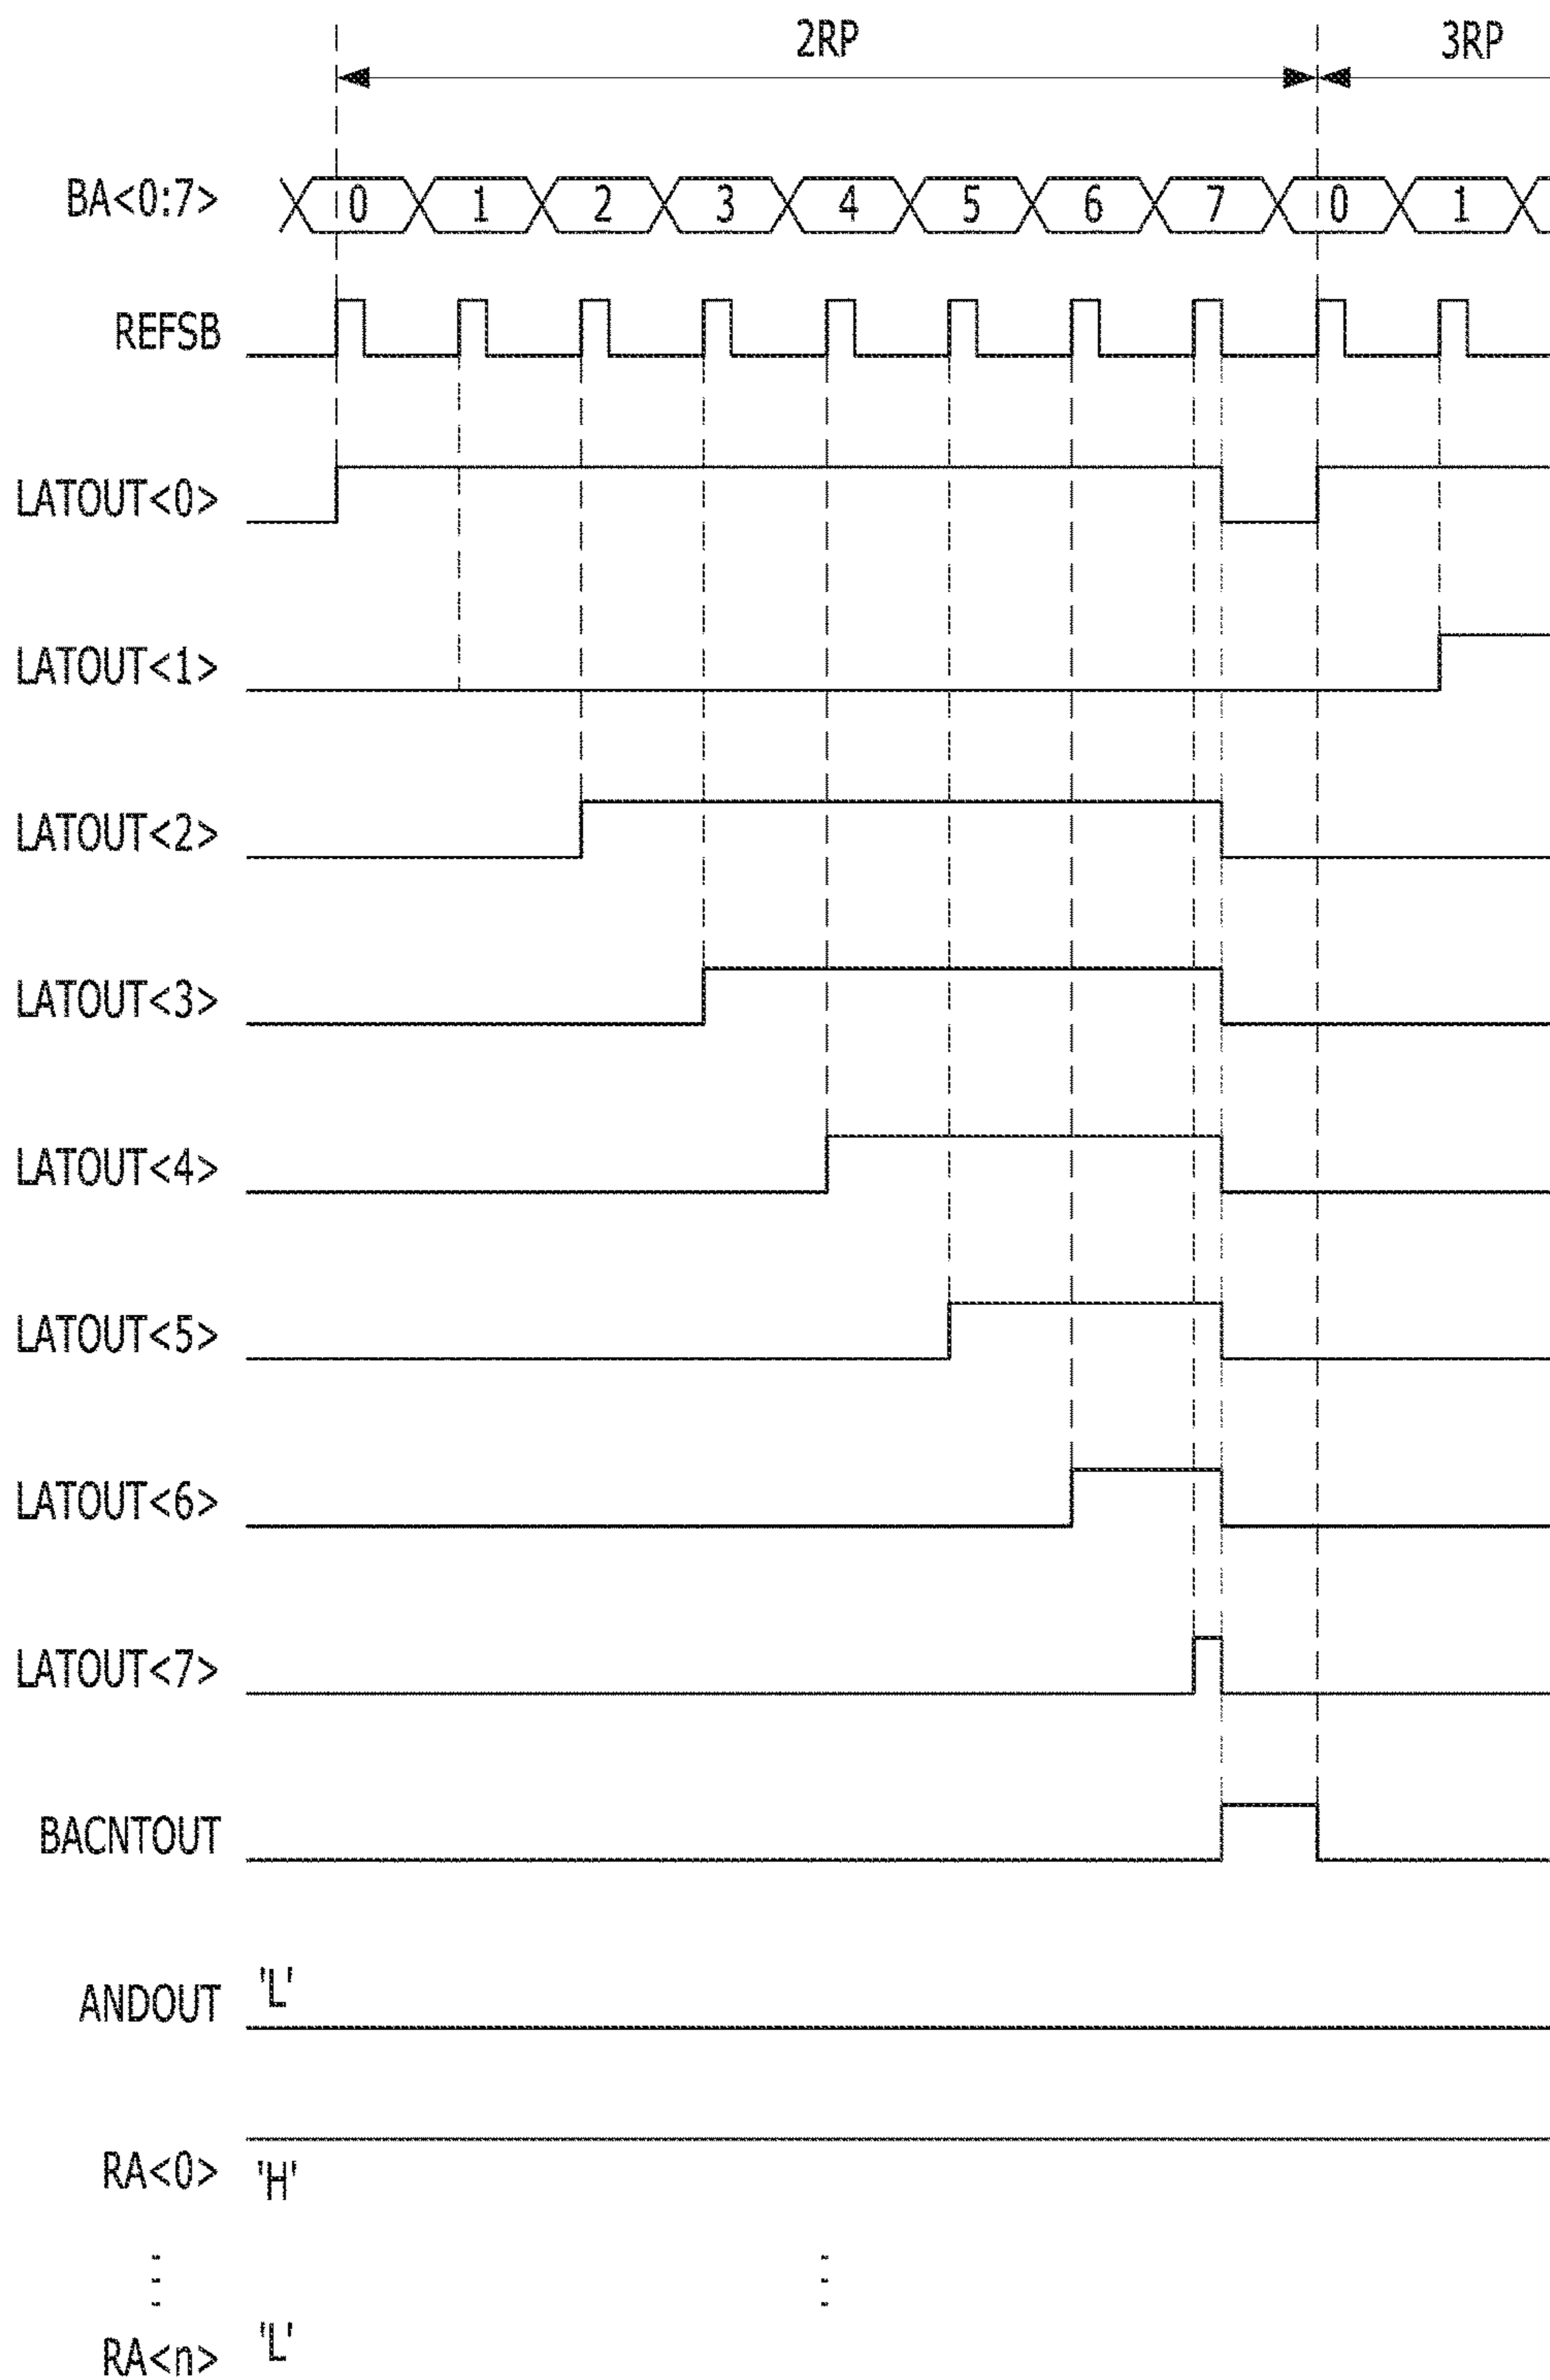 2RP 3RP
BA<0:7> 0 1 2 3 4 5 6 7 0 1
REFSB
LATOUT<0>
LATOUT<1>
LATOUT<2>
LATOUT<3>
LATOUT<4>
LATOUT<5>
LATOUT<6>
LATOUT<7>
BACNTOUT
ANDOUT 'L'
RA<0> 'H'
RA<n> 'L'